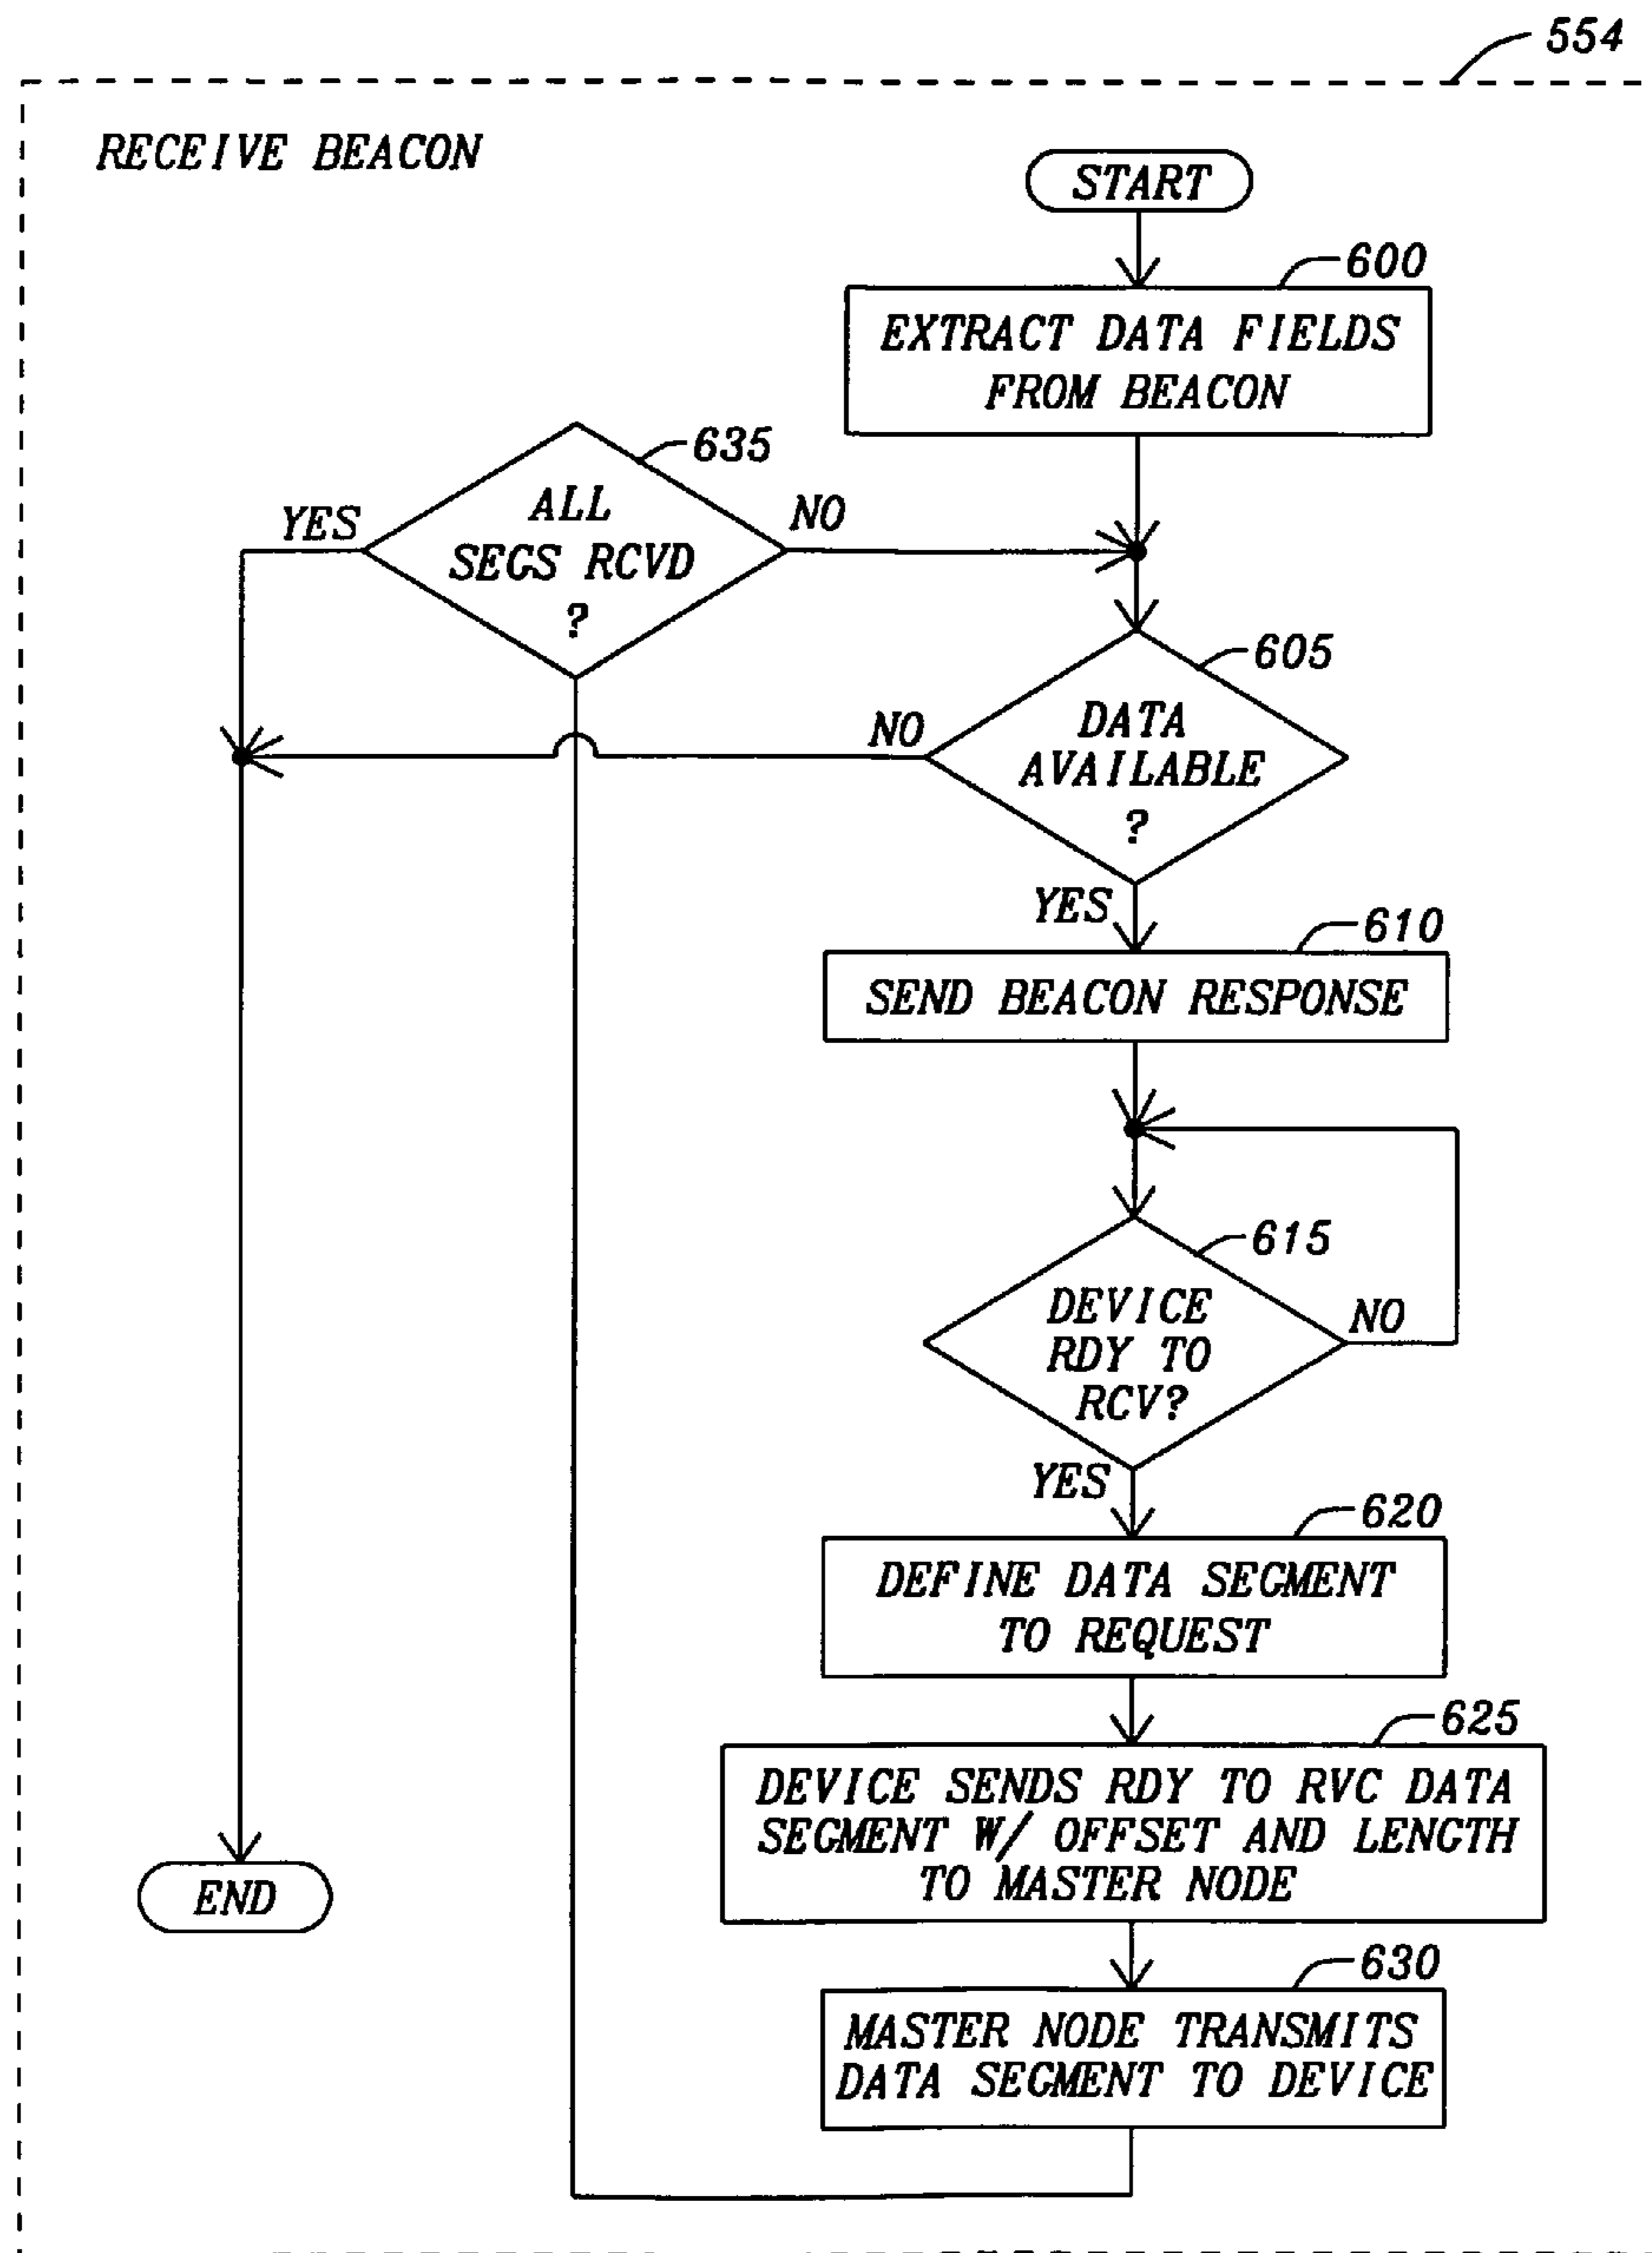 554
RECEIVE BEACON
START
600
EXTRACT DATA FIELDS
FROM BEACON
635
ALL
SEGS RCVD
?
YES
NO
605
DATA
AVAILABLE
?
NO
YES
610
SEND BEACON RESPONSE
615
DEVICE
RDY TO
RCV?
NO
YES
620
DEFINE DATA SEGMENT
TO REQUEST
625
DEVICE SENDS RDY TO RVC DATA
SEGMENT W/ OFFSET AND LENGTH
TO MASTER NODE
END
630
MASTER NODE TRANSMITS
DATA SEGMENT TO DEVICE